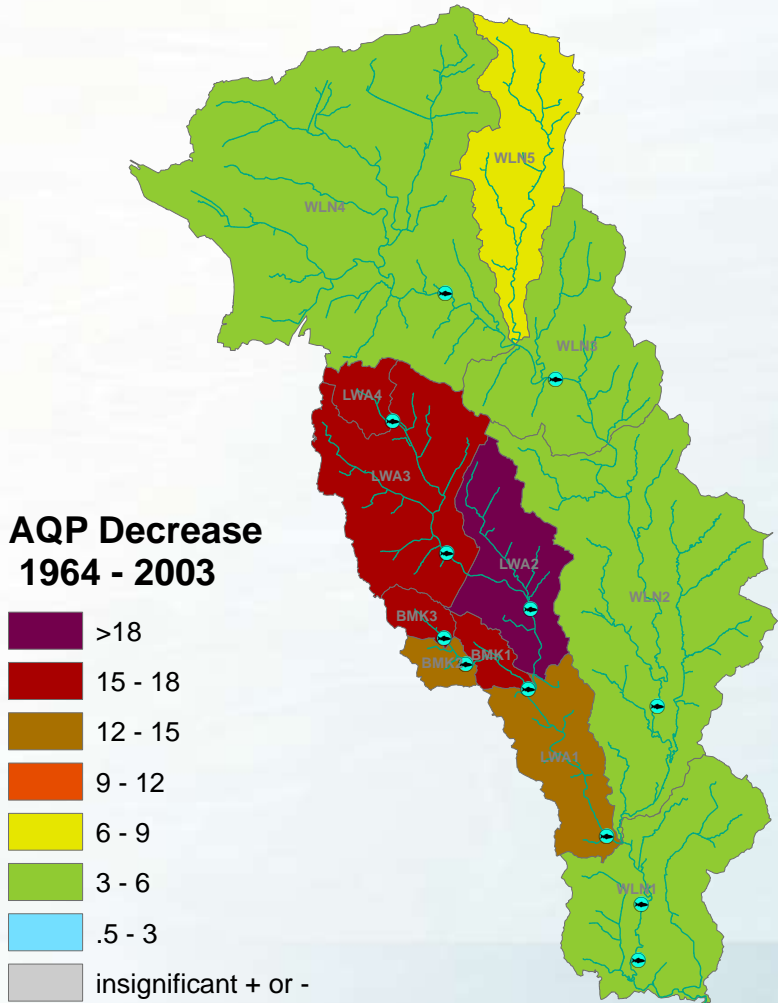 WLN5
WLN4
WLN3
LWA4
LWA3
AQP Decrease
1964 - 2003
LWA2
WLN2
>18
BMK3
BMK1
15 - 18
BMK2
12 - 15
LWA1
9 - 12
6 - 9
3 - 6
WLN1
.5 - 3
insignificant + or -